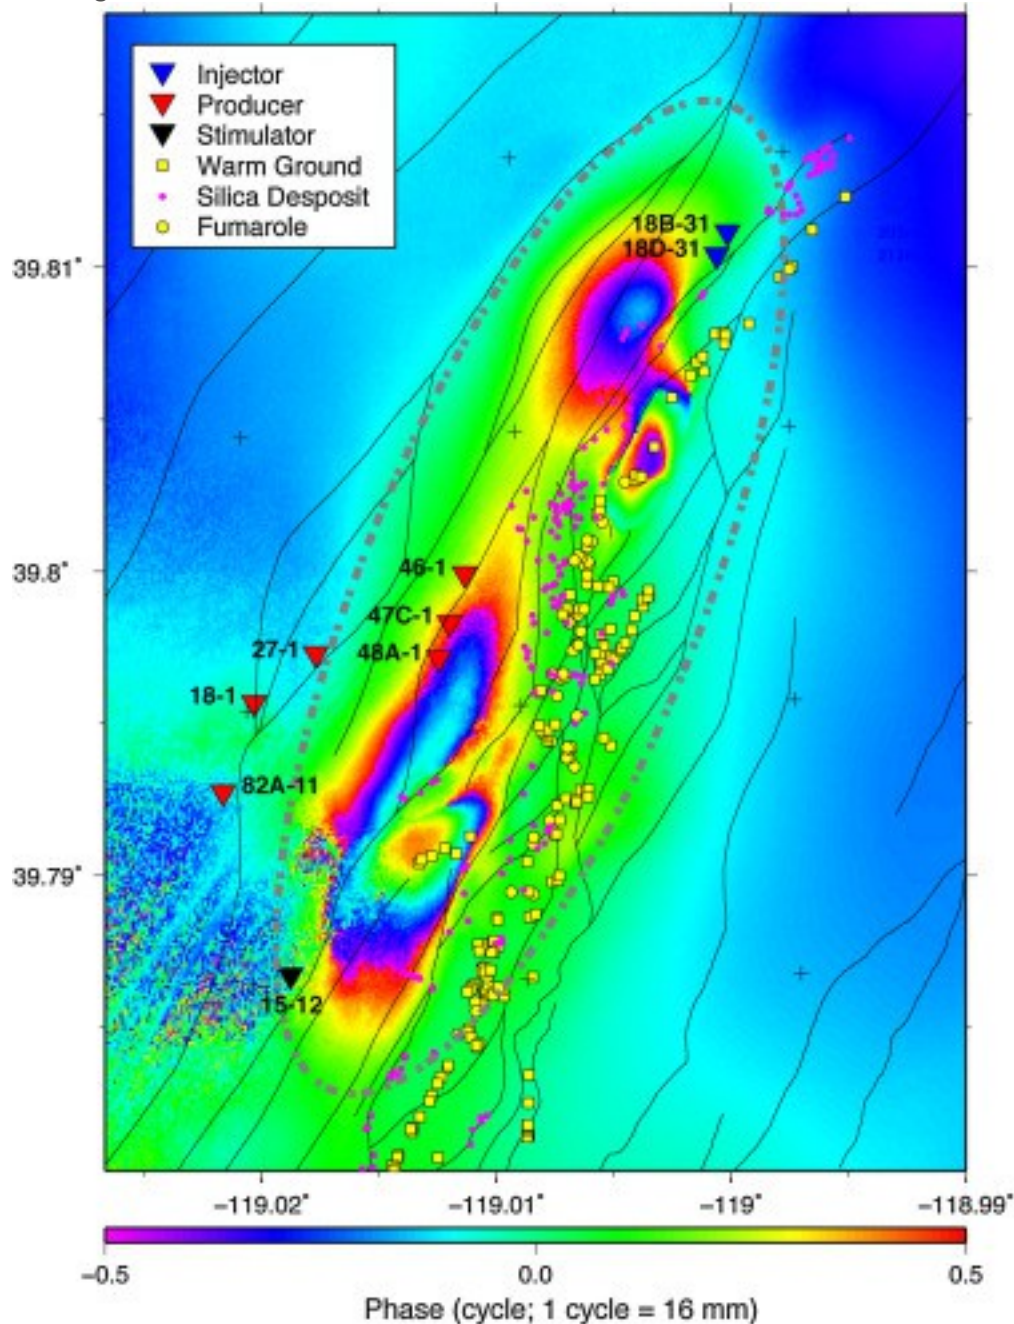 Injector
Producer
Stimulator
Warm Ground
Silica Desposit
Fumarole
18B-31
18D-31
39.81°
46-1
39.8°
47C-1
27-1
48A-1
18-1
82A-11
39.79°
15-12
−119.02°
−119.01°
−119°
−118.99°
−0.5
0.0
0.5
Phase (cycle; 1 cycle = 16 mm)